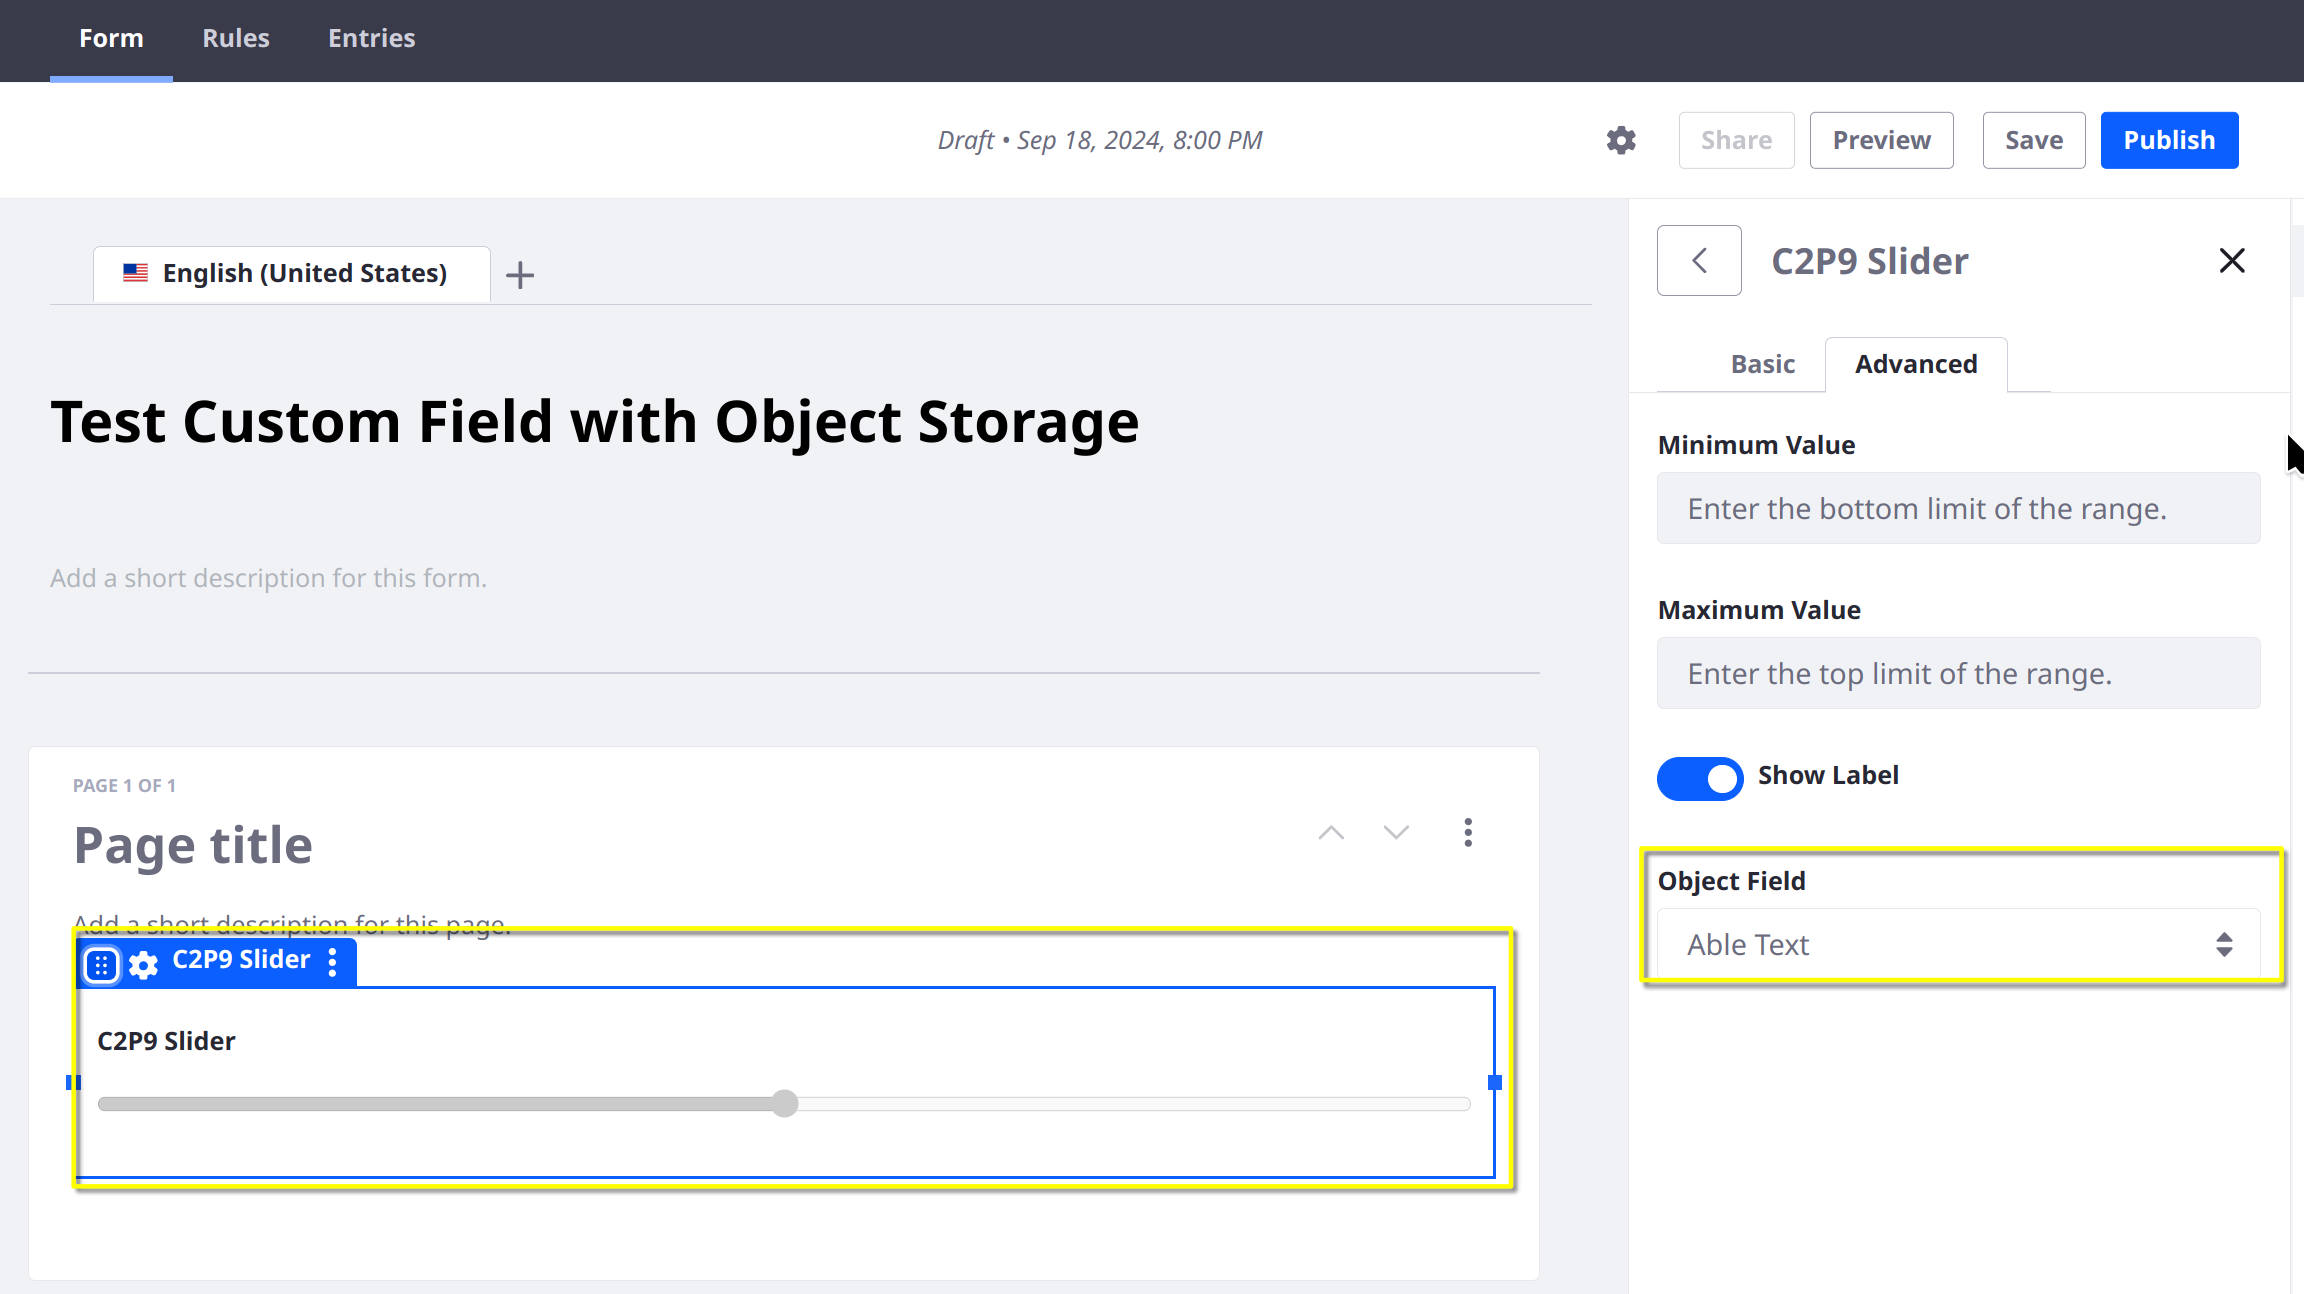 Form Rules Entries
Draft • Sep 18, 2024, 8:00 PM Share Preview Save Publish
English (United States)
Test Custom Field with Object Storage
Add a short description for this form.
PAGE 1 OF 1
Page title
Add a short description for this page.
C2P9 Slider
C2P9 Slider
C2P9 Slider
Basic Advanced
Minimum Value
Enter the bottom limit of the range.
Maximum Value
Enter the top limit of the range.
Show Label
Object Field
Able Text